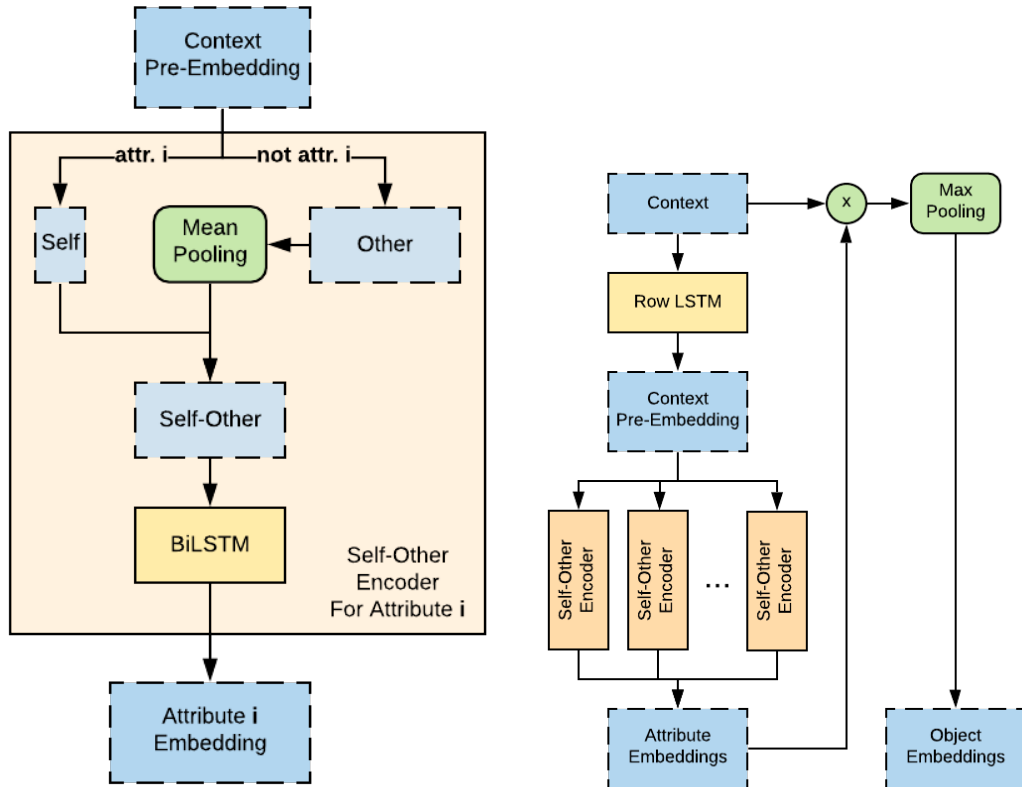 Context
Pre-Embedding
attr. i
not attr. i
Self
Mean
Pooling
Other
Self-Other
BiLSTM
Self-Other
Encoder
For Attribute i
Attribute i
Embedding
Context
x
Max
Pooling
Row LSTM
Context
Pre-Embedding
Self-Other
Encoder
Self-Other
Encoder
...
Self-Other
Encoder
Attribute
Embeddings
Object
Embeddings